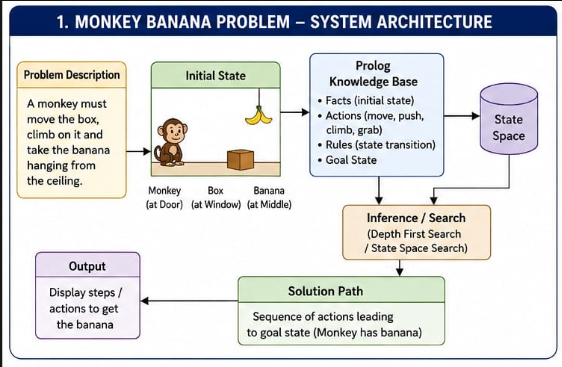 1. MONKEY BANANA PROBLEM – SYSTEM ARCHITECTURE
Problem Description
A monkey must
move the box,
climb on it and
take the banana
hanging from
the ceiling.
Initial State
Monkey
(at Door)
Box
(at Window)
Banana
(at Middle)
Prolog
Knowledge Base
• Facts (initial state)
• Actions (move, push,
climb, grab)
• Rules (state transition)
• Goal State
State
Space
Inference / Search
(Depth First Search
/ State Space Search)
Solution Path
Sequence of actions leading
to goal state (Monkey has banana)
Output
Display steps /
actions to get
the banana